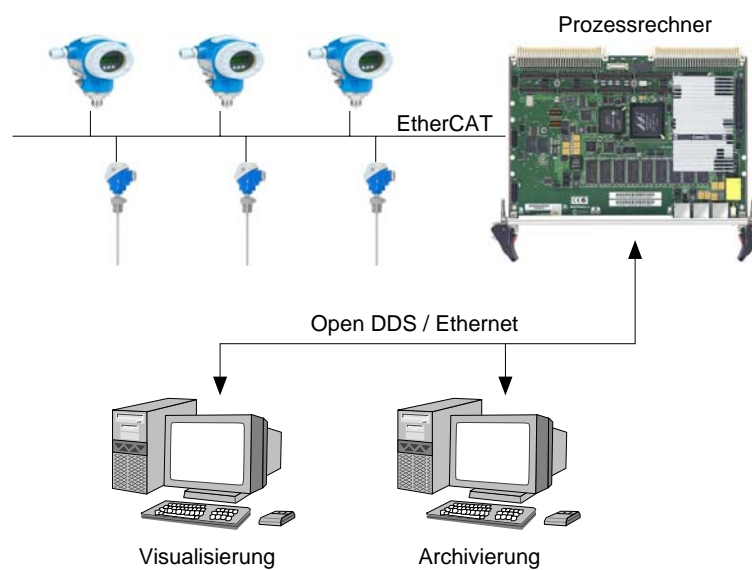 Prozessrechner
EtherCAT
Open DDS / Ethernet
Visualisierung
Archivierung